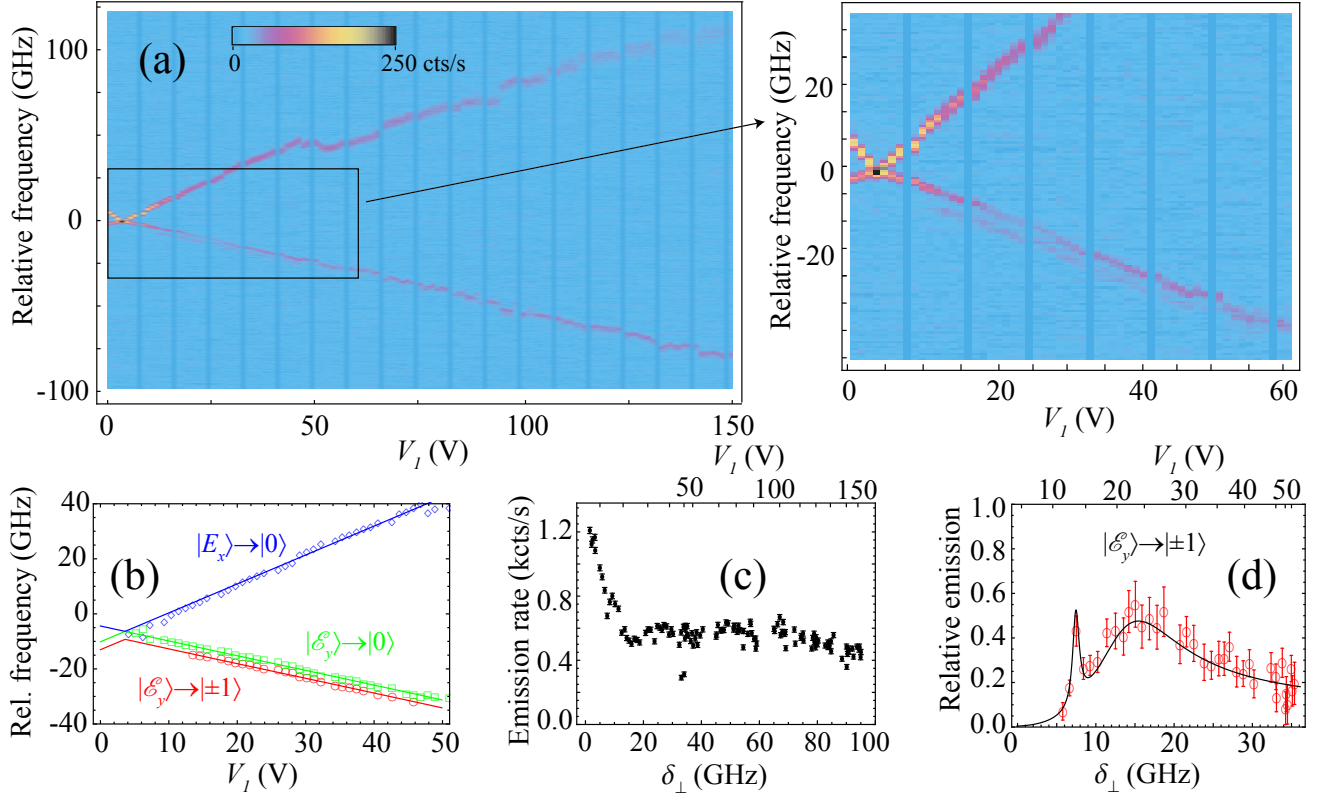 (a)
0
250 cts/s
Relative frequency (GHz)
100
0
-100
0
50
100
150
V1 (V)
Relative frequency (GHz)
20
0
-20
0
20
40
60
V1 (V)
Rel. frequency (GHz)
40
20
0
-20
-40
|Ex⟩→|0⟩
(b)
|ℰy⟩→|0⟩
|ℰy⟩→|±1⟩
0
10
20
30
40
50
V1 (V)
V1 (V)
50
100
150
Emission rate (kcts/s)
1.2
0.9
0.6
0.4
0.0
(c)
0
20
40
60
80
100
δ⊥ (GHz)
V1 (V)
10
20
30
50
Relative emission
1.0
0.8
0.6
0.4
0.2
0.0
|ℰy⟩→|±1⟩
(d)
0
10
20
30
δ⊥ (GHz)